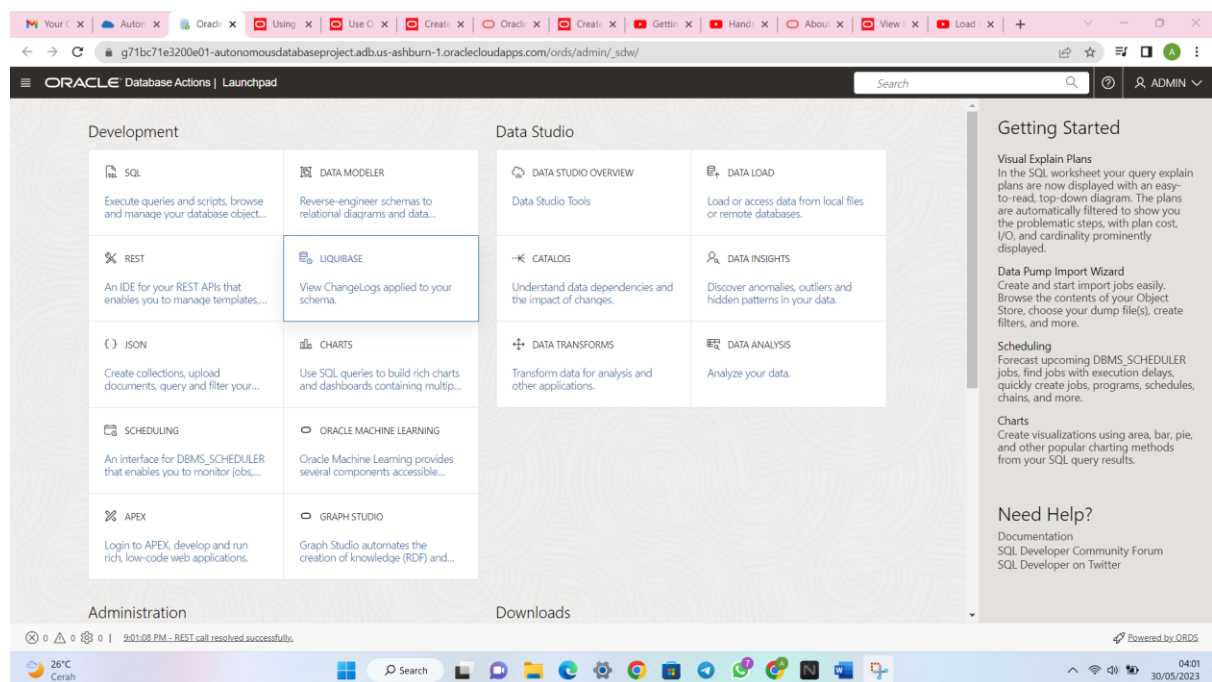 Your C
Auton
Oracle
Using
Use O
Create
Oracle
Create
Gettin
Hands
About
View
Load
g71bc71e3200e01-autonomousdatabaseproject.adb.us-ashburn-1.oraclecloudapps.com/ords/admin/_sdw/
A
ORACLE Database Actions | Launchpad
Search
ADMIN
Development
SQL
Execute queries and scripts, browse
and manage your database object...
DATA MODELER
Reverse-engineer schemas to
relational diagrams and data...
REST
An IDE for your REST APIs that
enables you to manage templates,...
LIQUIBASE
View ChangeLogs applied to your
schema.
{ } JSON
Create collections, upload
documents, query and filter your...
CHARTS
Use SQL queries to build rich charts
and dashboards containing multip...
SCHEDULING
An interface for DBMS_SCHEDULER
that enables you to monitor jobs,...
ORACLE MACHINE LEARNING
Oracle Machine Learning provides
several components accessible...
APEX
Login to APEX, develop and run
rich, low-code web applications.
GRAPH STUDIO
Graph Studio automates the
creation of knowledge (RDF) and...
Data Studio
DATA STUDIO OVERVIEW
Data Studio Tools
DATA LOAD
Load or access data from local files
or remote databases.
CATALOG
Understand data dependencies and
the impact of changes.
DATA INSIGHTS
Discover anomalies, outliers and
hidden patterns in your data.
DATA TRANSFORMS
Transform data for analysis and
other applications.
DATA ANALYSIS
Analyze your data.
Administration
Downloads
Getting Started
Visual Explain Plans
In the SQL worksheet your query explain
plans are now displayed with an easy-
to-read, top-down diagram. The plans
are automatically filtered to show you
the problematic steps, with plan cost,
I/O, and cardinality prominently
displayed.
Data Pump Import Wizard
Create and start import jobs easily.
Browse the contents of your Object
Store, choose your dump file(s), create
filters, and more.
Scheduling
Forecast upcoming DBMS_SCHEDULER
jobs, find jobs with execution delays,
quickly create jobs, programs, schedules,
chains, and more.
Charts
Create visualizations using area, bar, pie,
and other popular charting methods
from your SQL query results.
Need Help?
Documentation
SQL Developer Community Forum
SQL Developer on Twitter
0 0 0 | 9:01:08 PM - REST call resolved successfully.
Powered by ORDS
26°C
Cerah
Search
04:01
30/05/2023